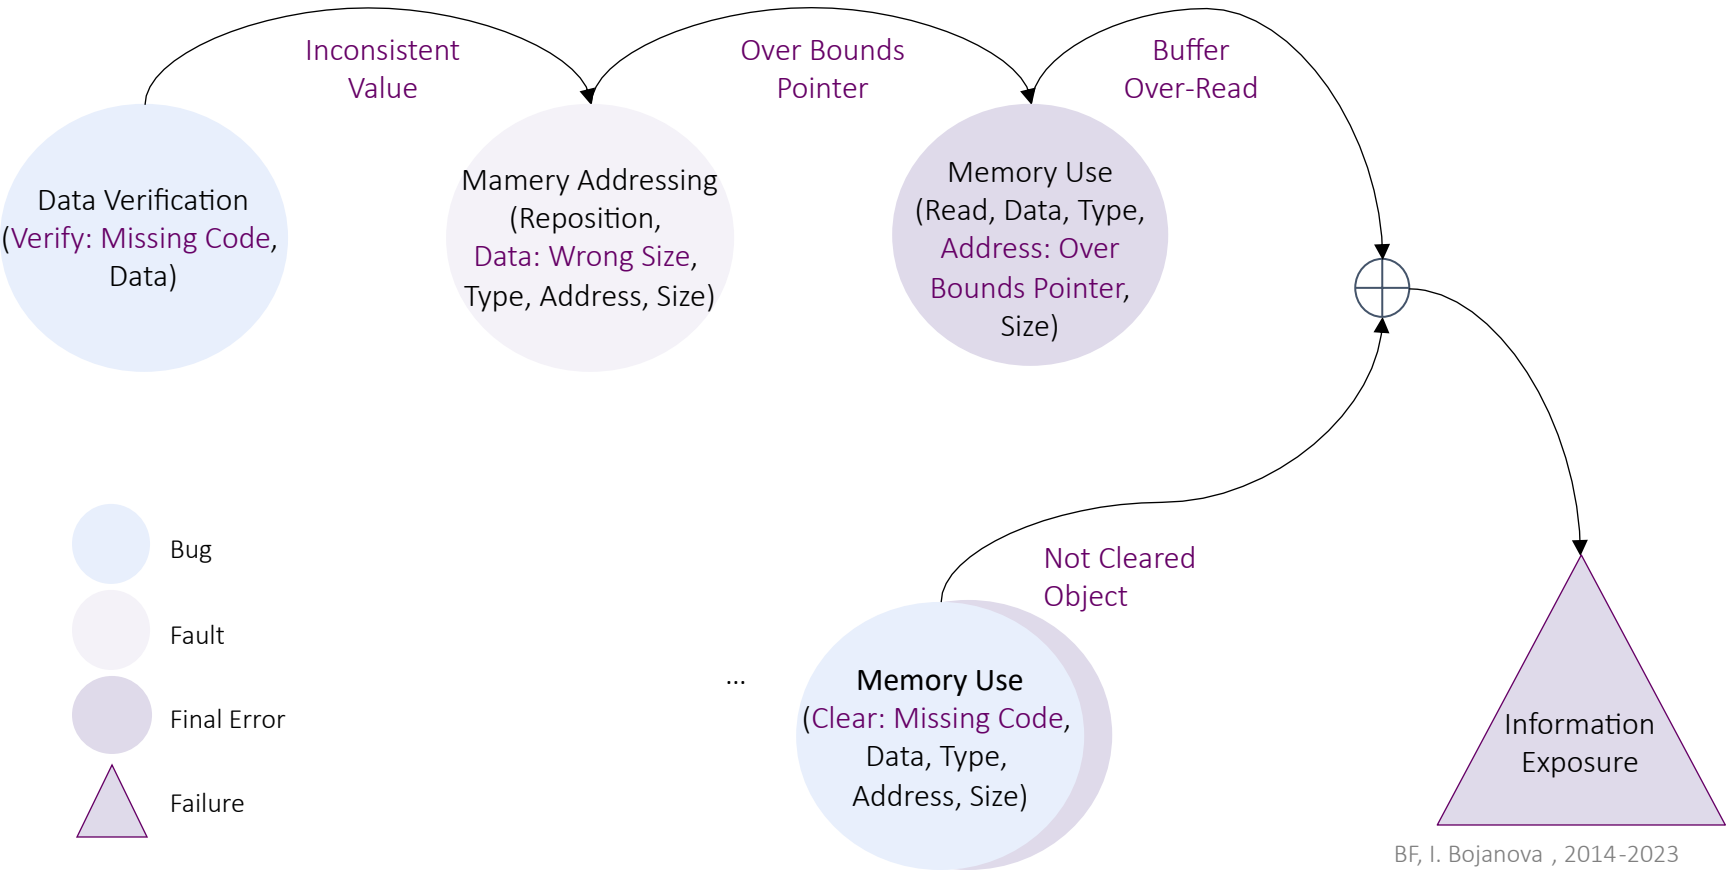 Inconsistent
Value
Over Bounds
Pointer
Buffer
Over-Read
Data Verification
(Verify: Missing Code,
Data)
Mamery Addressing
(Reposition,
Data: Wrong Size,
Type, Address, Size)
Memory Use
(Read, Data, Type,
Address: Over
Bounds Pointer,
Size)
Not Cleared
Object
...
Memory Use
(Clear: Missing Code,
Data, Type,
Address, Size)
Information
Exposure
Bug
Fault
Final Error
Failure
BF, I. Bojanova , 2014-2023